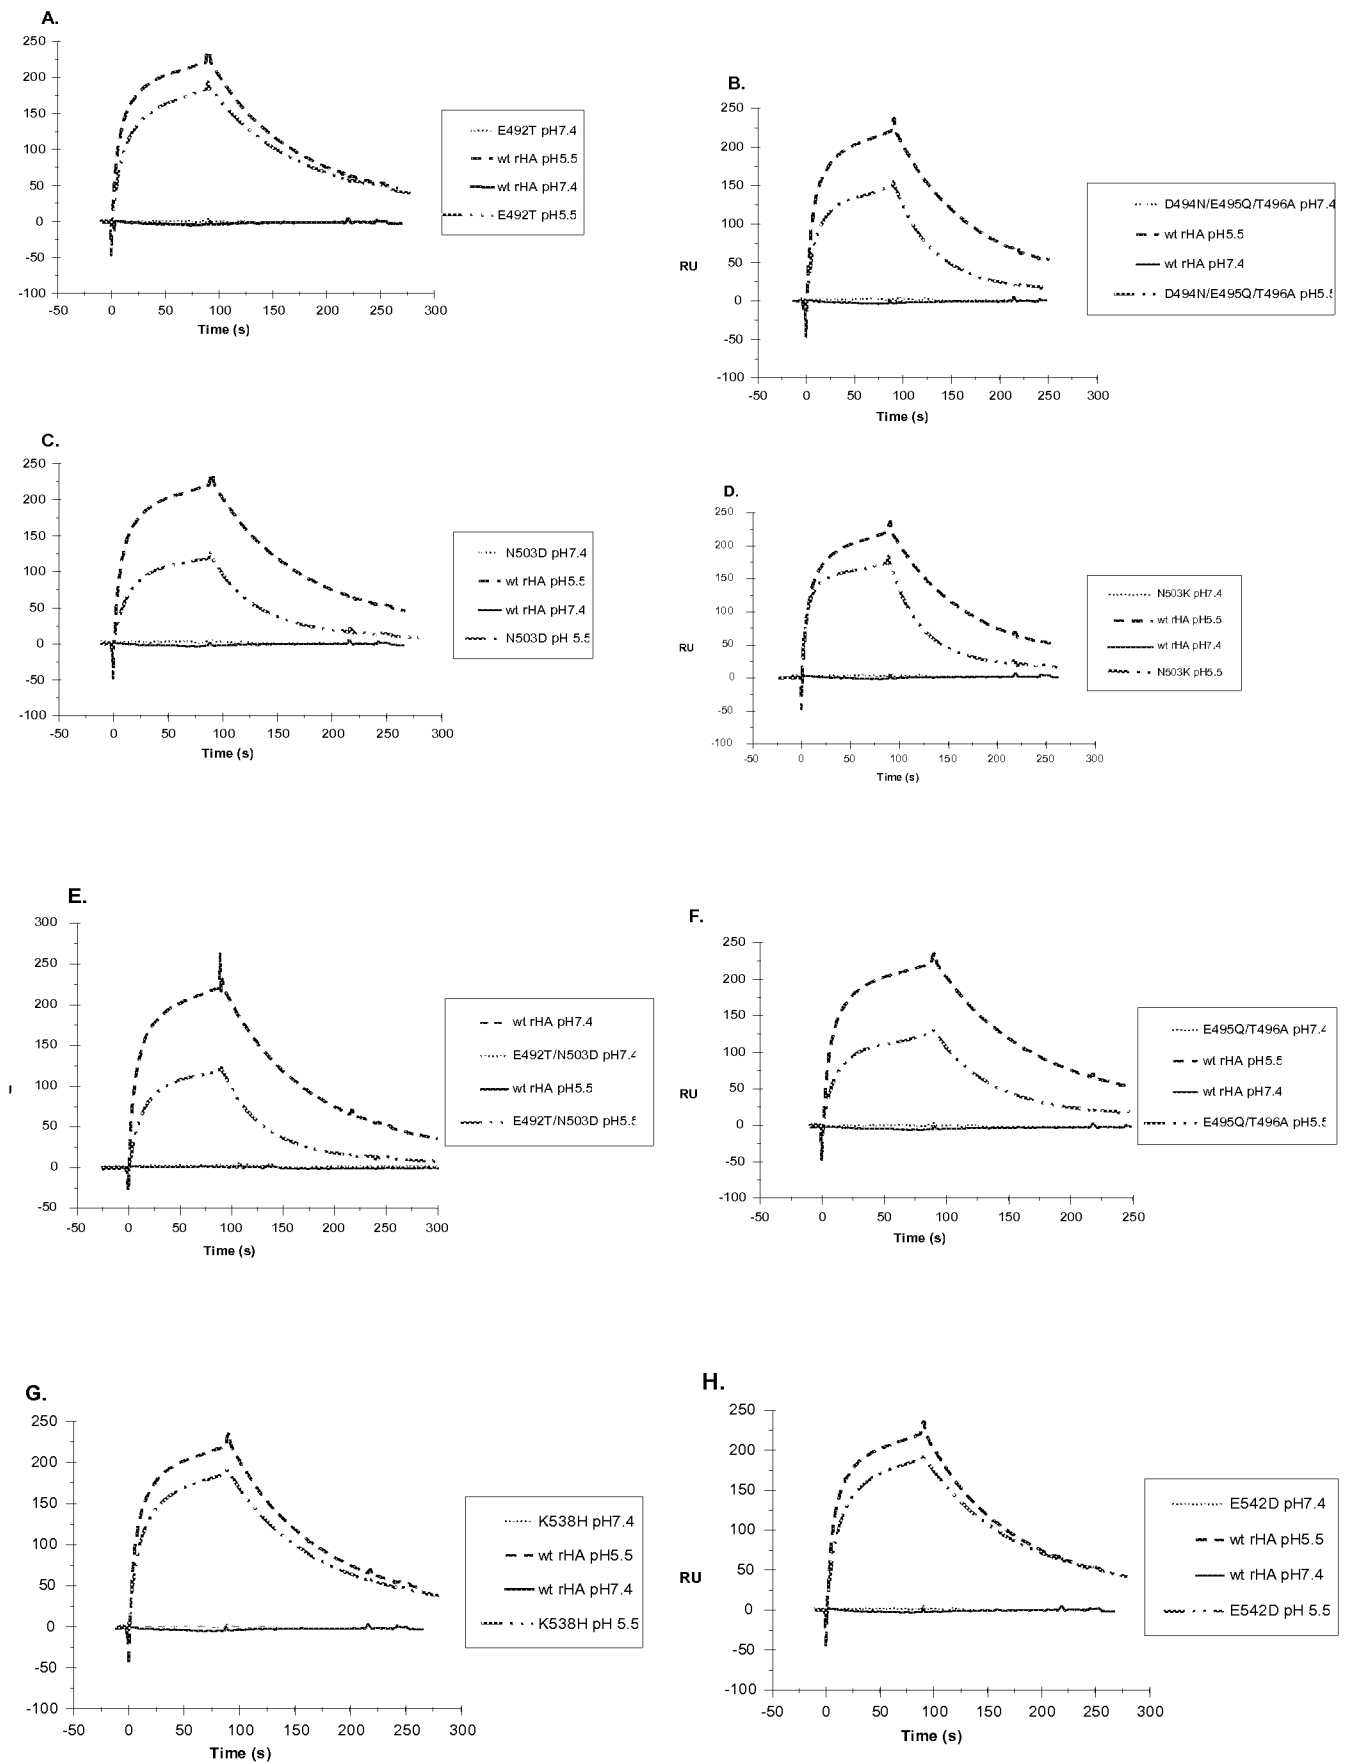 A.
250
200
150
100
50
0
-50
-100
-50 0 50 100 150 200 250 300
Time (s)
E492T pH7.4
wt rHA pH5.5
wt rHA pH7.4
E492T pH5.5
B.
250
200
150
100
50
0
-50
-100
RU
-50 0 50 100 150 200 250 300
Time (s)
D494N/E495Q/T496A pH7.4
wt rHA pH5.5
wt rHA pH7.4
D494N/E495Q/T496A pH5.5
C.
250
200
150
100
50
0
-50
-100
-50 0 50 100 150 200 250 300
Time (s)
N503D pH7.4
wt rHA pH5.5
wt rHA pH7.4
N503D pH 5.5
D.
250
200
150
100
50
0
-50
-100
RU
-50 0 50 100 150 200 250 300
Time (s)
N503K pH7.4
wt rHA pH5.5
wt rHA pH7.4
N503K pH5.5
E.
300
250
200
150
100
50
0
-50
-50 0 50 100 150 200 250 300
Time (s)
wt rHA pH7.4
E492T/N503D pH7.4
wt rHA pH5.5
E492T/N503D pH5.5
F.
250
200
150
100
50
0
-50
-100
RU
-50 0 50 100 150 200 250
Time (s)
E495Q/T496A pH7.4
wt rHA pH5.5
wt rHA pH7.4
E495Q/T496A pH5.5
G.
250
200
150
100
50
0
-50
-100
-50 0 50 100 150 200 250 300
Time (s)
K538H pH7.4
wt rHA pH5.5
wt rHA pH7.4
K538H pH 5.5
H.
250
200
150
100
50
0
-50
-100
RU
-50 0 50 100 150 200 250 300
Time (s)
E542D pH7.4
wt rHA pH5.5
wt rHA pH7.4
E542D pH 5.5